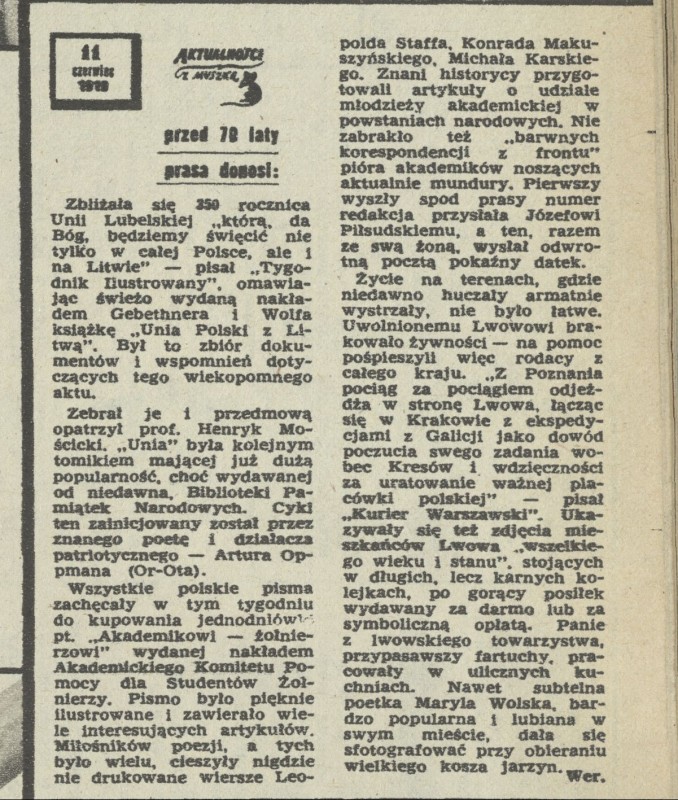 11
czerwiec
1919
AKTUALNOŚCI
Z MYSZKĄ
przed 70 laty
prasa donosi:
Zbliżała się 350 rocznica
Unii Lubelskiej „którą, da
Bóg, będziemy święcić nie
tylko w całej Polsce, ale i
na Litwie” — pisał „Tygo-
dnik Ilustrowany”, omawia-
jąc świeżo wydaną nakła-
dem Gebethnera i Wolfa
książkę „Unia Polski z Li-
twą”. Był to zbiór doku-
mentów i wspomnień doty-
czących tego wiekopomnego
aktu.
Zebrał je i przedmową
opatrzył prof. Henryk Mo-
ścicki. „Unia” była kolejnym
tomikiem mającej już dużą
popularność, choć wydawanej
od niedawna, Biblioteki Pa-
miątek Narodowych. Cykl
ten zainicjowany został przez
znanego poetę i działacza
patriotycznego — Artura Op-
pmana (Or-Ota).
Wszystkie polskie pisma
zachęcały w tym tygodniu
do kupowania jednodniówki
pt. „Akademikowi — żołnie-
rzowi” wydanej nakładem
Akademickiego Komitetu Po-
mocy dla Studentów Żoł-
nierzy. Pismo było pięknie
ilustrowane i zawierało wie-
le interesujących artykułów.
Miłośników poezji, a tych
było wielu, cieszyły nigdzie
nie drukowane wiersze Leo-
polda Staffa, Konrada Maku-
szyńskiego, Michała Karskie-
go. Znani historycy przygo-
towali artykuły o udziale
młodzieży akademickiej w
powstaniach narodowych. Nie
zabrakło też „barwnych
korespondencji z frontu”
pióra akademików noszących
aktualnie mundury. Pierwszy
wyszły spod prasy numer
redakcja przysłała Józefowi
Piłsudskiemu, a ten, razem
ze swą żoną, wysłał odwro-
tną pocztą pokaźny datek.
Życie na terenach, gdzie
niedawno huczały armatnie
wystrzały, nie było łatwe.
Uwolnionemu Lwowowi bra-
kowało żywności — na pomoc
pośpieszyli więc rodacy z
całego kraju. „Z Poznania
pociąg za pociągiem odjeż-
dża w stronę Lwowa, łącząc
się w Krakowie z ekspedy-
cjami z Galicji jako dowód
poczucia swego zadania wo-
bec Kresów i wdzięczności
za uratowanie ważnej pla-
cówki polskiej” — pisał
„Kurier Warszawski”. Uka-
zywały się też zdjęcia mie-
szkańców Lwowa „wszelkie-
go wieku i stanu”, stojących
w długich, lecz karnych ko-
lejkach, po gorący posiłek
wydawany za darmo lub za
symboliczną opłatą. Panie
z lwowskiego towarzystwa,
przypasawszy fartuchy, pra-
cowały w ulicznych ku-
chniach. Nawet subtelna
poetka Maryla Wolska, bar-
dzo popularna i lubiana w
swym mieście, dała się
sfotografować przy obieraniu
wielkiego kosza jarzyn.
Wer.